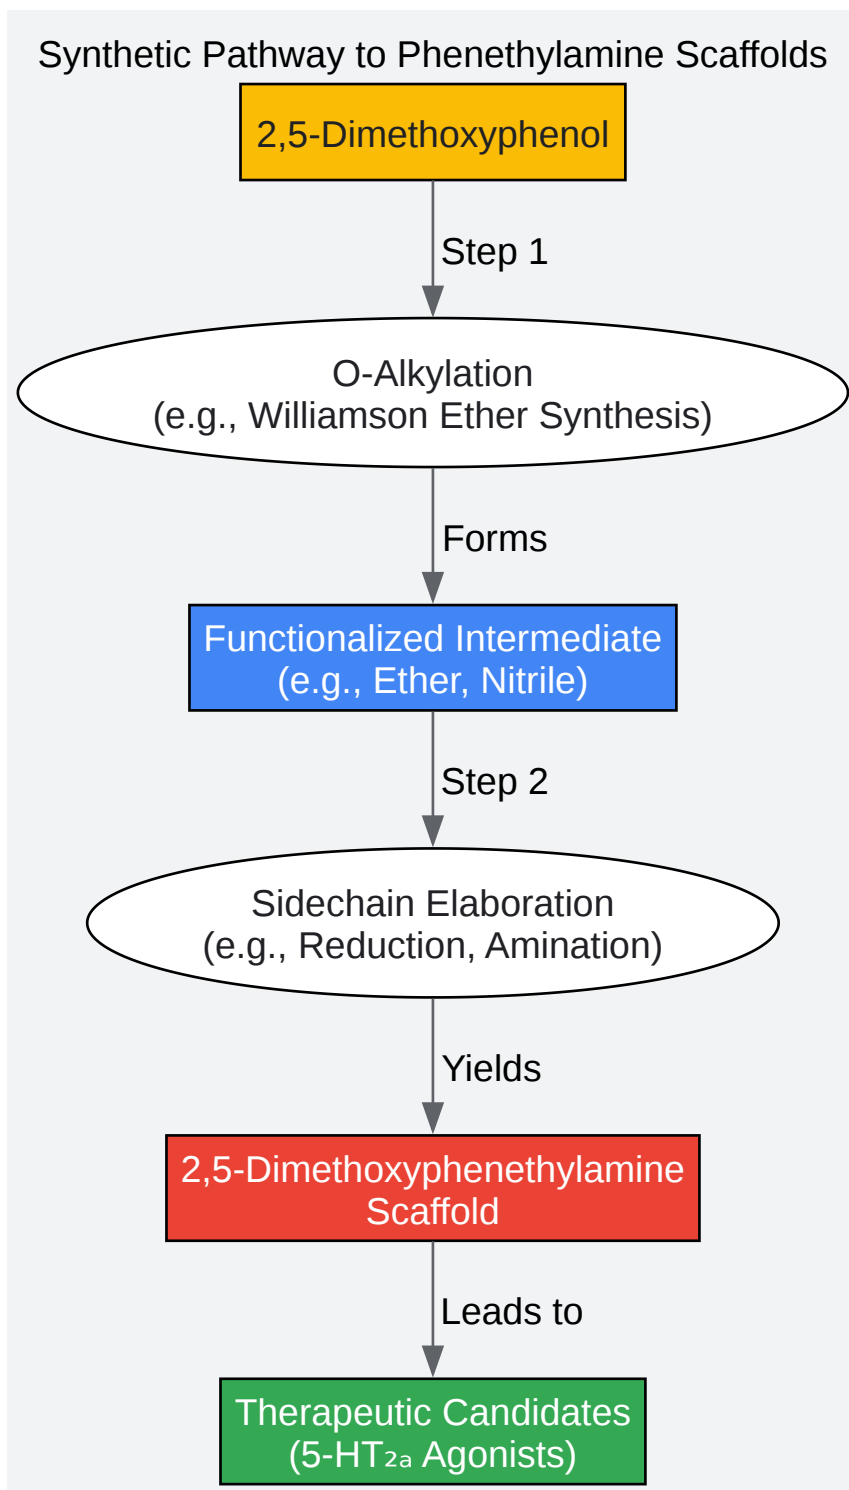 Synthetic Pathway to Phenethylamine Scaffolds
2,5-Dimethoxyphenol
Step 1
O-Alkylation
(e.g., Williamson Ether Synthesis)
Forms
Functionalized Intermediate
(e.g., Ether, Nitrile)
Step 2
Sidechain Elaboration
(e.g., Reduction, Amination)
Yields
2,5-Dimethoxyphenethylamine
Scaffold
Leads to
Therapeutic Candidates
(5-HT₂ₐ Agonists)